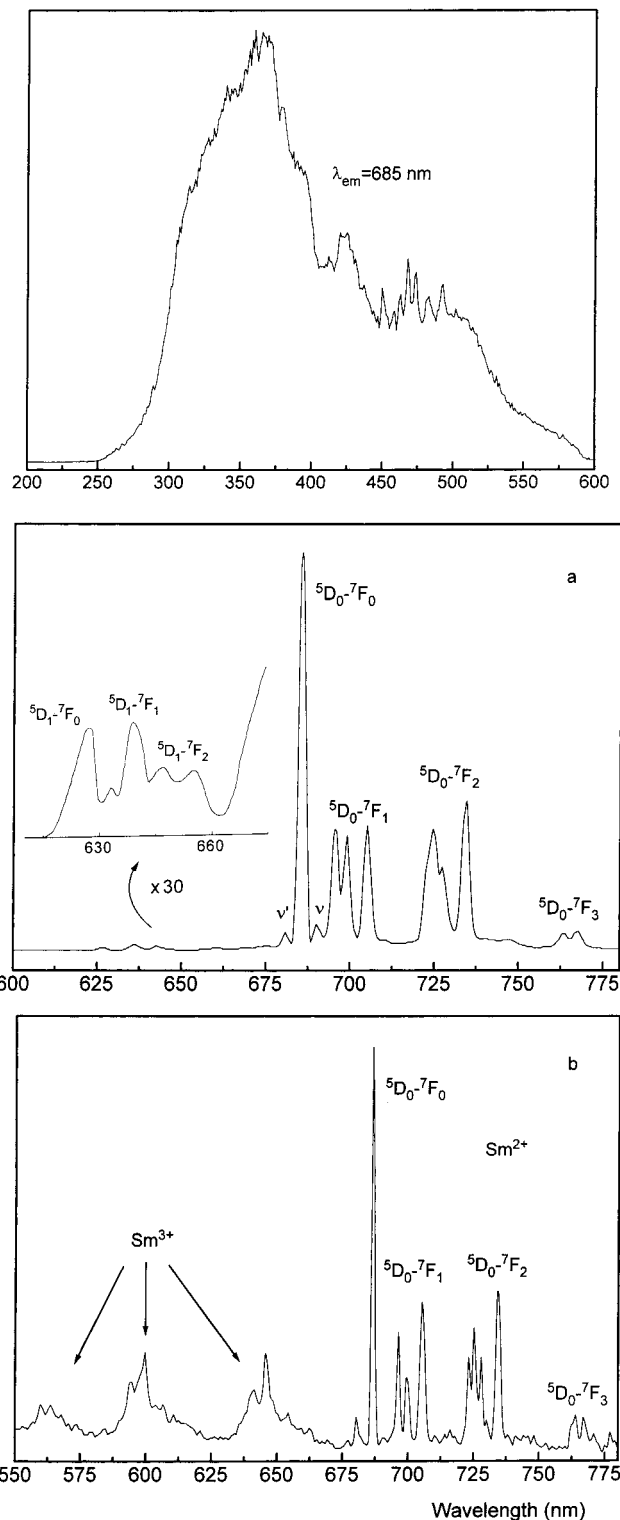 λem=685 nm
200 250 300 350 400 450 500 550 600
a
⁵D₀-⁷F₀
⁵D₁-⁷F₀
⁵D₁-⁷F₁
⁵D₁-⁷F₂
630 660
x 30
ν'
ν
⁵D₀-⁷F₁
⁵D₀-⁷F₂
⁵D₀-⁷F₃
600 625 650 675 700 725 750 775
b
⁵D₀-⁷F₀
Sm²⁺
Sm³⁺
⁵D₀-⁷F₁
⁵D₀-⁷F₂
⁵D₀-⁷F₃
550 575 600 625 650 675 700 725 750 775
Wavelength (nm)